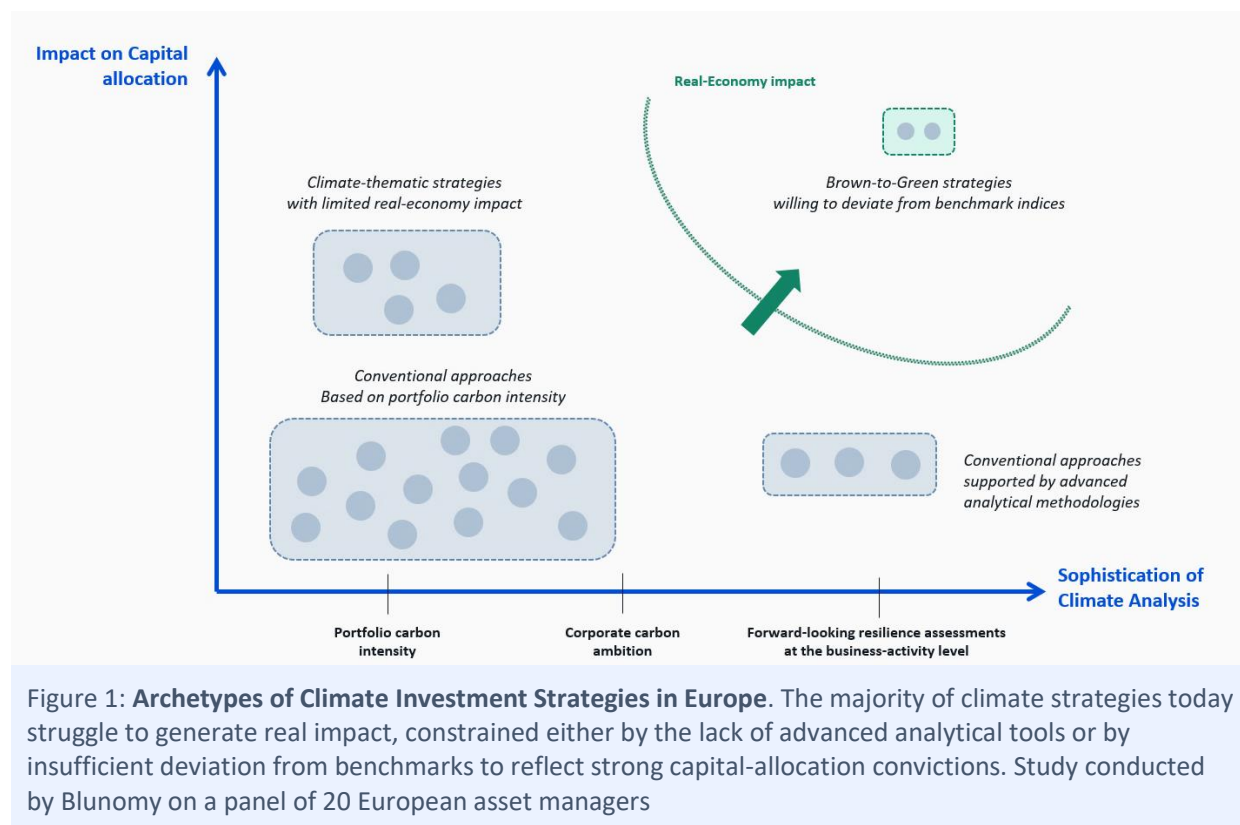 Impact on Capital
allocation
Real-Economy impact
Climate-thematic strategies
with limited real-economy impact
Brown-to-Green strategies
willing to deviate from benchmark indices
Conventional approaches
Based on portfolio carbon intensity
Conventional approaches
supported by advanced
analytical methodologies
Sophistication of
Climate Analysis
Portfolio carbon
intensity
Corporate carbon
ambition
Forward-looking resilience assessments
at the business-activity level
Figure 1: Archetypes of Climate Investment Strategies in Europe. The majority of climate strategies today
struggle to generate real impact, constrained either by the lack of advanced analytical tools or by
insufficient deviation from benchmarks to reflect strong capital-allocation convictions. Study conducted
by Blunomy on a panel of 20 European asset managers